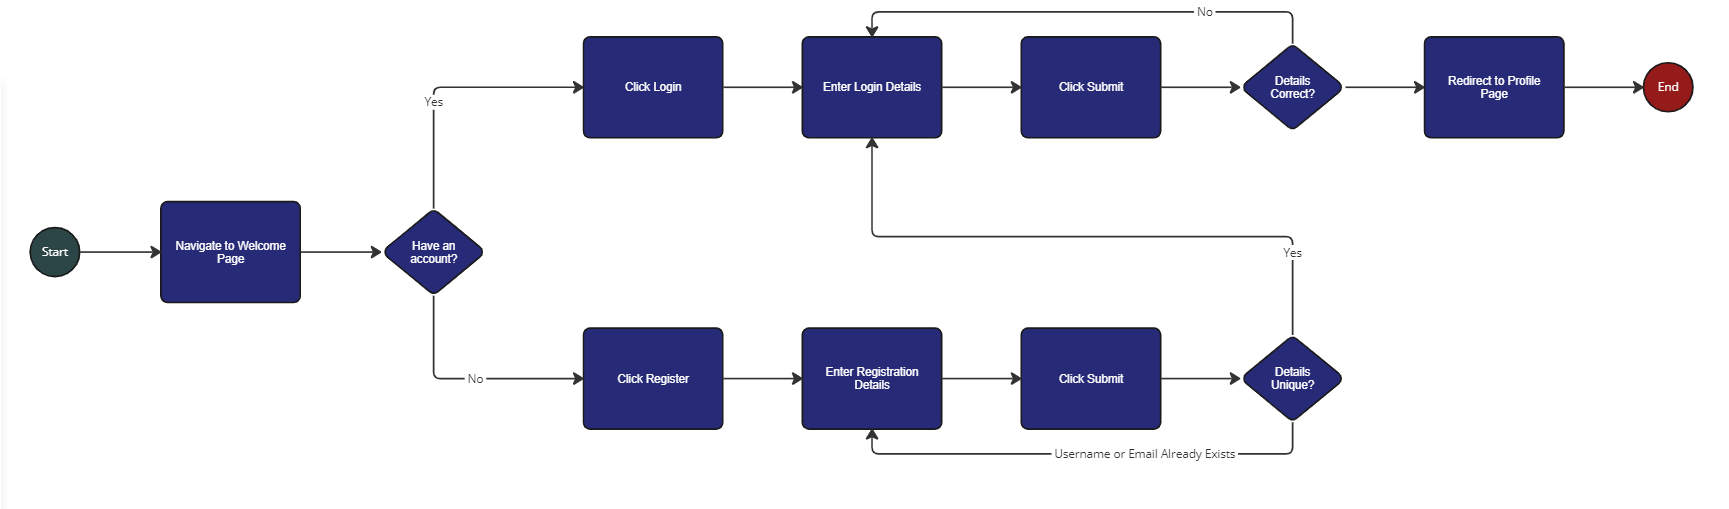 No
Click Login
Enter Login Details
Click Submit
Details
Correct?
Redirect to Profile
Page
End
Yes
Start
Navigate to Welcome
Page
Have an
account?
Yes
No
Click Register
Enter Registration
Details
Click Submit
Details
Unique?
Username or Email Already Exists